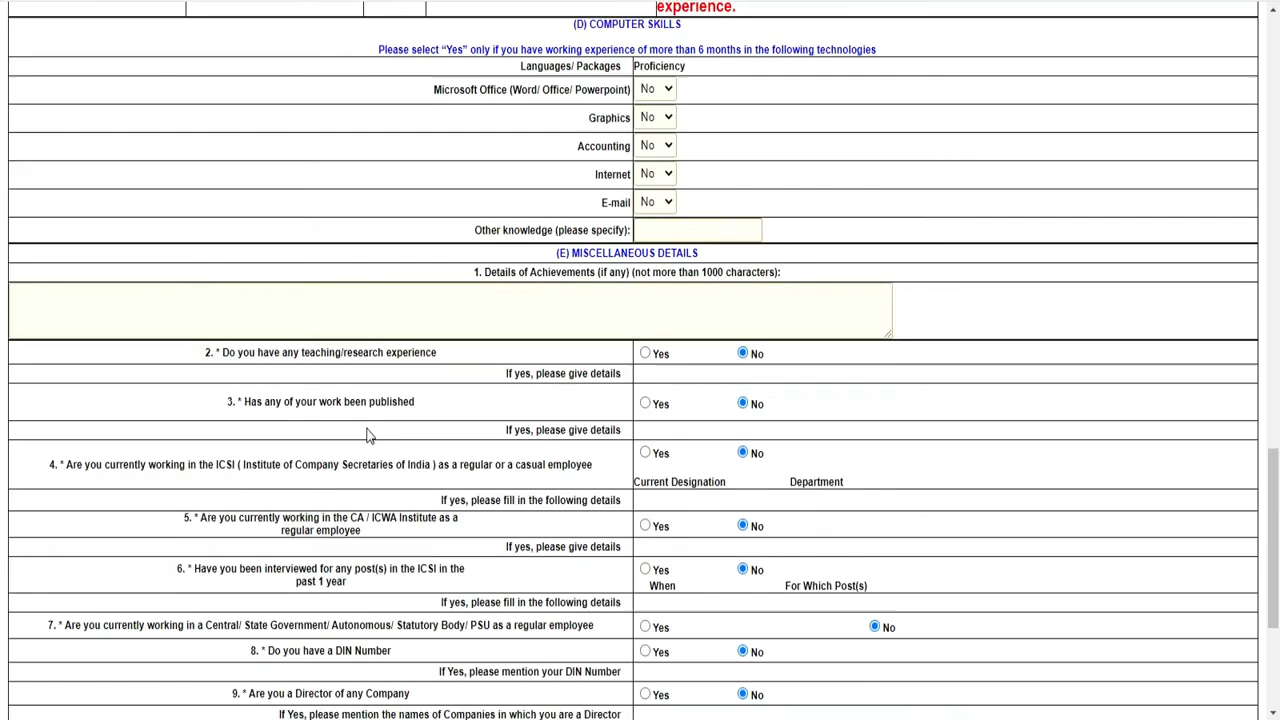 experience.
(D) COMPUTER SKILLS
Please select “Yes” only if you have working experience of more than 6 months in the following technologies
Languages/ Packages Proficiency
Microsoft Office (Word/ Office/ Powerpoint) No
Graphics No
Accounting No
Internet No
E-mail No
Other knowledge (please specify):
(E) MISCELLANEOUS DETAILS
1. Details of Achievements (if any) (not more than 1000 characters):
2. * Do you have any teaching/research experience Yes No
If yes, please give details
3. * Has any of your work been published Yes No
If yes, please give details
4. * Are you currently working in the ICSI ( Institute of Company Secretaries of India ) as a regular or a casual employee Yes No
Current Designation Department
If yes, please fill in the following details
5. * Are you currently working in the CA / ICWA Institute as a
regular employee Yes No
If yes, please give details
6. * Have you been interviewed for any post(s) in the ICSI in the
past 1 year Yes No
When For Which Post(s)
If yes, please fill in the following details
7. * Are you currently working in a Central/ State Government/ Autonomous/ Statutory Body/ PSU as a regular employee Yes No
8. * Do you have a DIN Number Yes No
If Yes, please mention your DIN Number
9. * Are you a Director of any Company Yes No
If Yes, please mention the names of Companies in which you are a Director